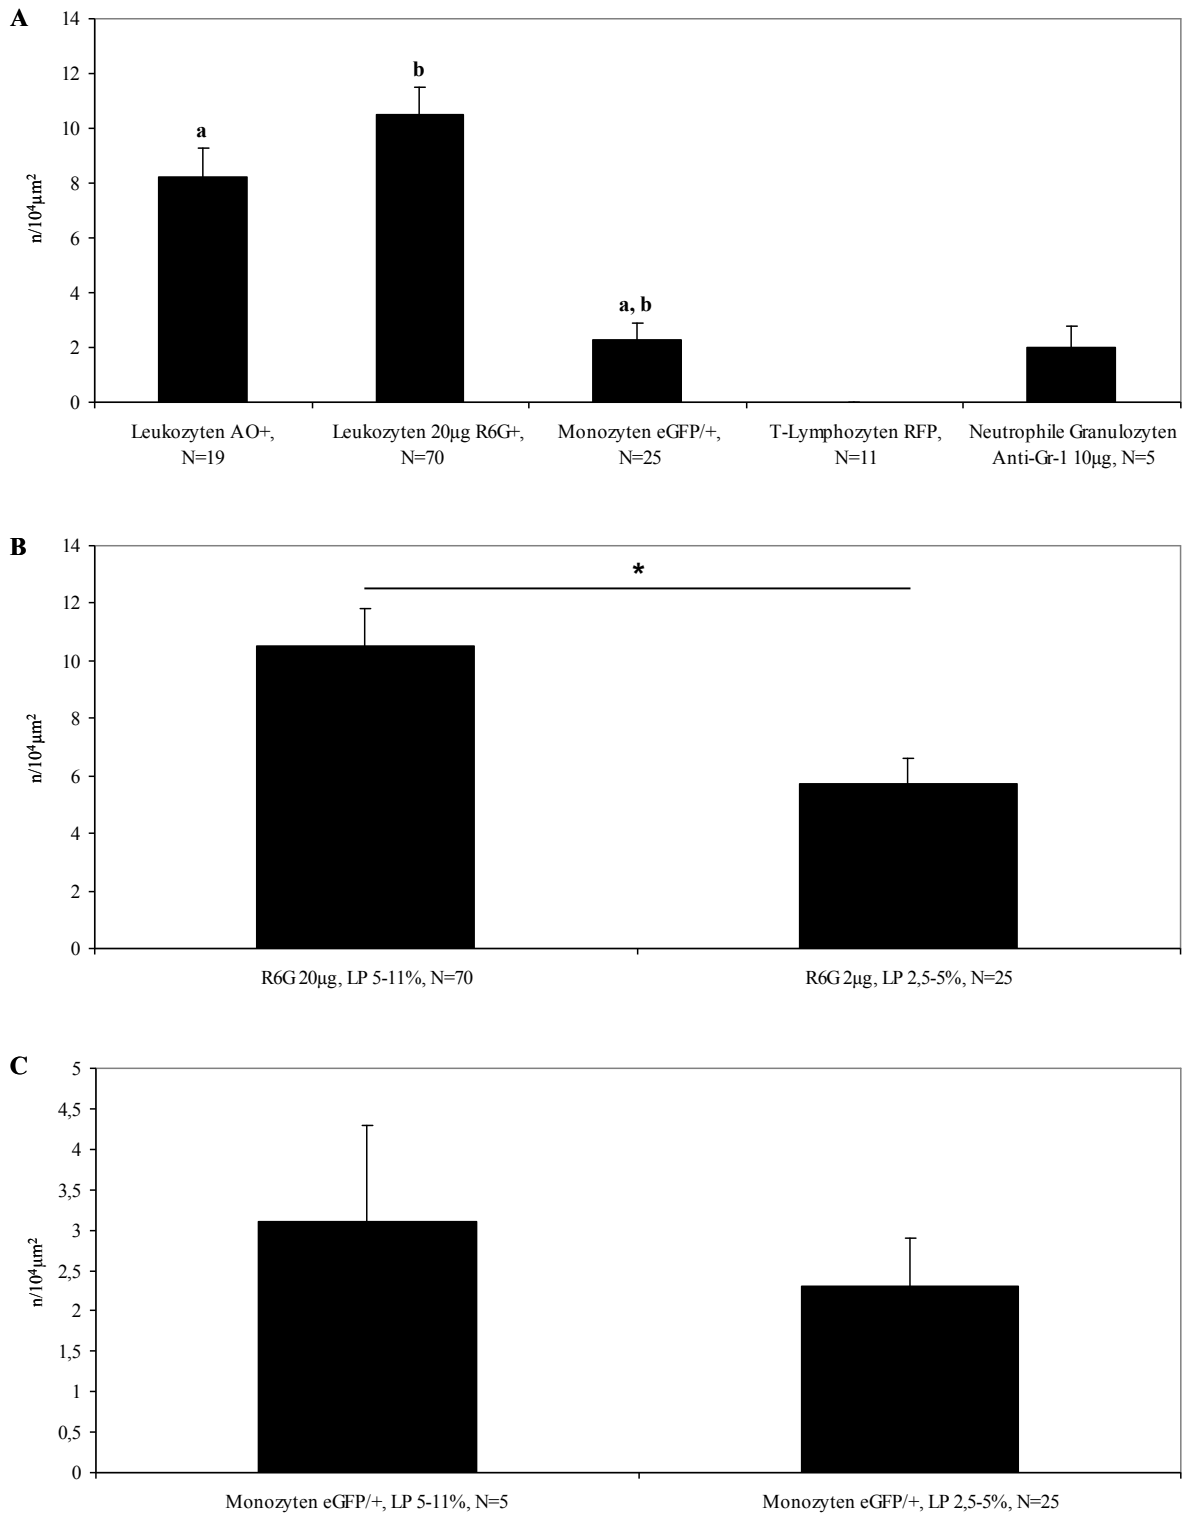 A
14
12
10
8
6
4
2
0
n/10⁴µm²
a
b
a, b
Leukozyten AO+,
N=19
Leukozyten 20µg R6G+,
N=70
Monozyten eGFP/+,
N=25
T-Lymphozyten RFP,
N=11
Neutrophile Granulozyten
Anti-Gr-1 10µg, N=5
B
14
12
10
8
6
4
2
0
n/10⁴µm²
*
R6G 20µg, LP 5-11%, N=70
R6G 2µg, LP 2,5-5%, N=25
C
5
4,5
4
3,5
3
2,5
2
1,5
1
0,5
0
n/10⁴µm²
Monozyten eGFP/+, LP 5-11%, N=5
Monozyten eGFP/+, LP 2,5-5%, N=25